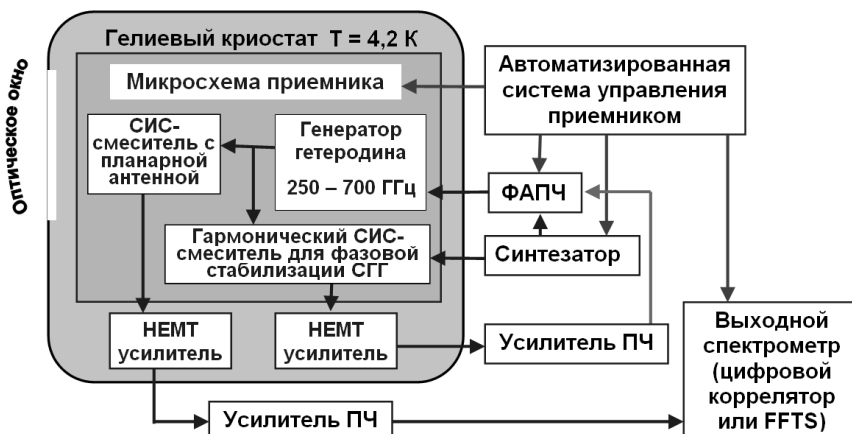 Гелиевый криостат T = 4,2 К
Оптическое окно
Микросхема приемника
СИС-
смеситель с
планарной
антенной
Генератор
гетеродина
250 – 700 ГГц
Гармонический СИС-
смеситель для фазовой
стабилизации СГГ
НЕМТ
усилитель
НЕМТ
усилитель
Автоматизированная
система управления
приемником
ФАПЧ
Синтезатор
Усилитель ПЧ
Усилитель ПЧ
Выходной
спектрометр
(цифровой
коррелятор
или FFTS)